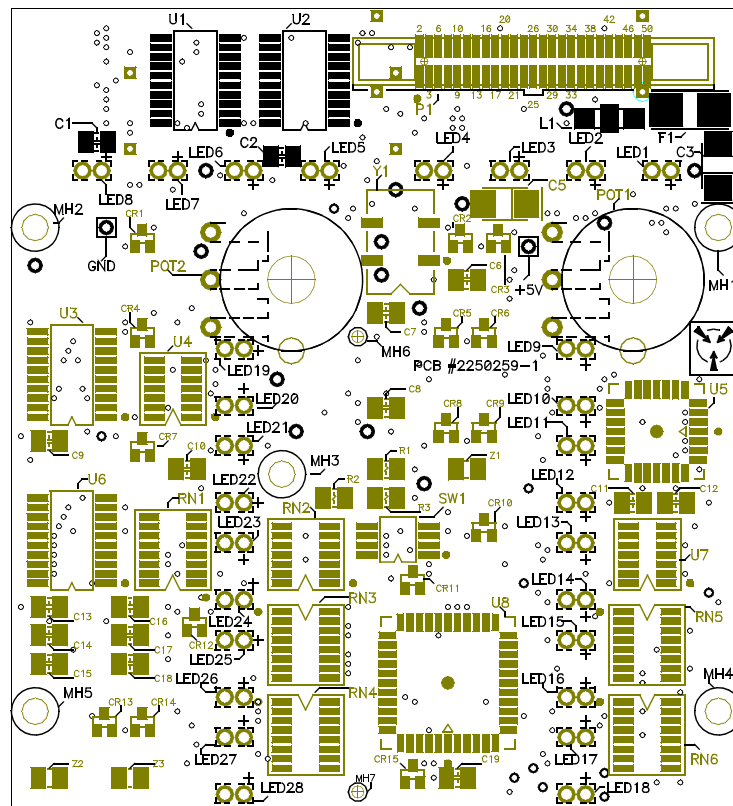 U1 U2
20 42
2 6 10 16 26 30 34 38 46 50
3 9 13 17 21 29 33
25
P1
C1
C2
L1
F1
LED6 LED5 LED4 LED3 LED2 LED1 C3
LED8 LED7
Y1
C5
POT1
MH2 CR1 CR2
GND
POT2
C6
CR3 +5V
MH1
U3 CR4 C7 CR5 CR6
U4 MH6 LED9
PCB #2250259-1
LED19
U5
LED20 C8 LED10
LED21 CR8 CR9 LED11
C9 CR7 C10 MH3 R1 Z1
U6 LED22 R2 LED12
RN1 C11 C12
LED23 RN2 R3 SW1 CR10 LED13
U7
CR11 LED14
C13 C16 RN3 U8
LED24 LED15 RN5
C14 C17 CR12
LED25
C15 C18
LED26 RN4 LED16
MH5 MH4
CR13 CR14
LED27 LED17 RN6
Z2 Z3 CR15 C19
LED28 MH7 LED18